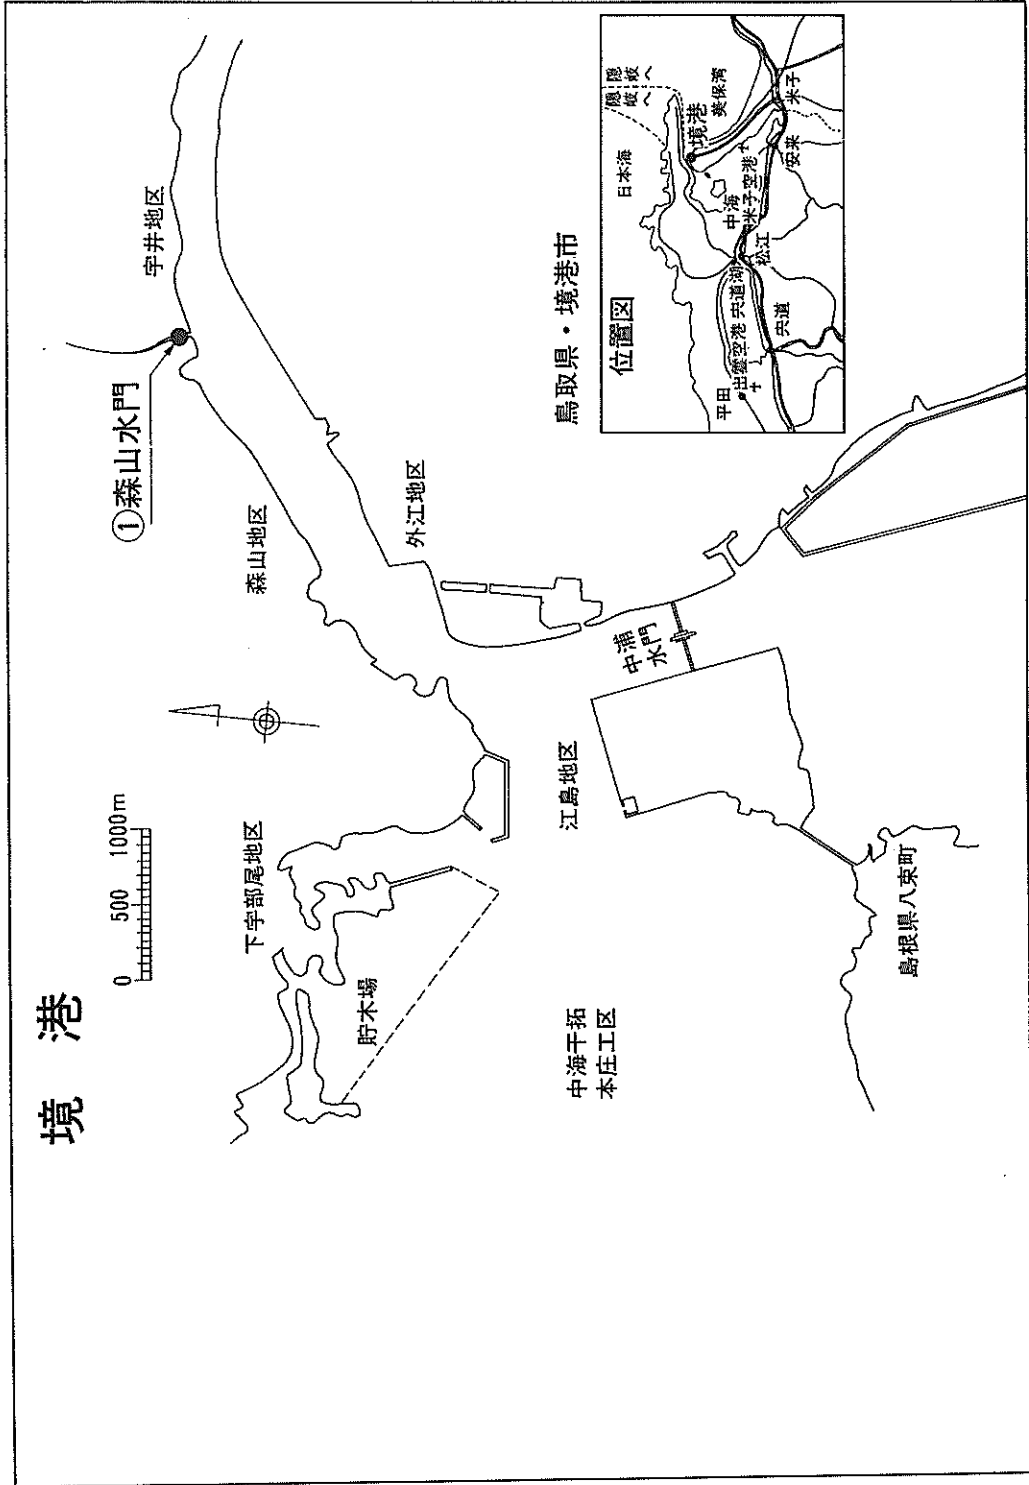 境港
0 500 1000m
宇井地区
①森山水門
森山地区
下宇部尾地区
貯木場
外江地区
江島地区
中浦
水門
中海干拓
本庄工区
島根県八束町
鳥取県・境港市
位置図
日本海
隠岐へ
隠岐へ
美保湾
境港
中海
米子空港
米子
安来
松江
宍道湖
出雲空港
宍道
平田